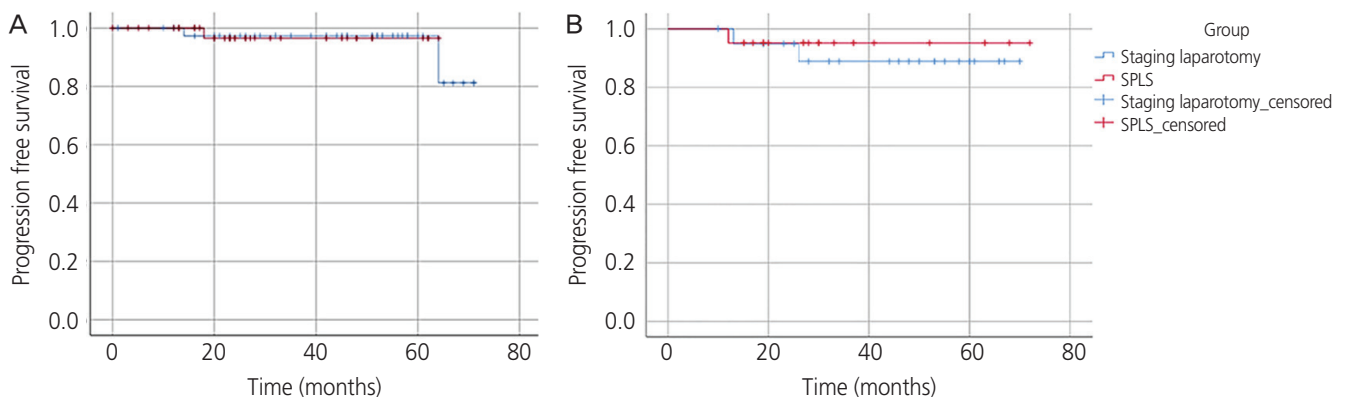 A
1.0
0.8
0.6
0.4
0.2
0.0
Progression free survival
0 20 40 60 80
Time (months)
B
1.0
0.8
0.6
0.4
0.2
0.0
Progression free survival
0 20 40 60 80
Time (months)
Group
Staging laparotomy
SPLS
Staging laparotomy_censored
SPLS_censored